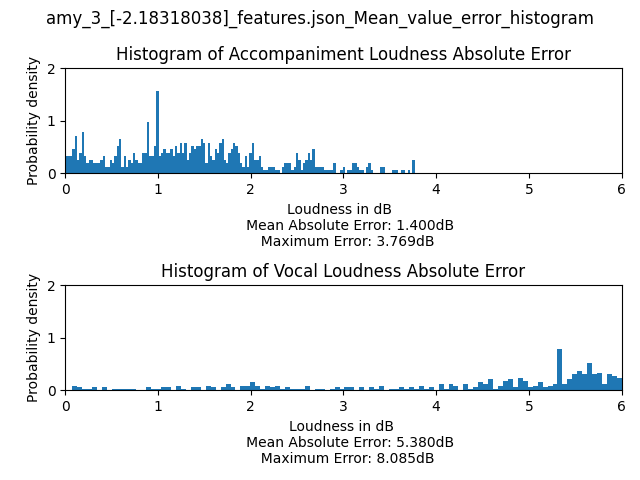 amy_3_[-2.18318038]_features.json_Mean_value_error_histogram
Histogram of Accompaniment Loudness Absolute Error
Probability density
2
1
0
0 1 2 3 4 5 6
Loudness in dB
Mean Absolute Error: 1.400dB
Maximum Error: 3.769dB
Histogram of Vocal Loudness Absolute Error
Probability density
2
1
0
0 1 2 3 4 5 6
Loudness in dB
Mean Absolute Error: 5.380dB
Maximum Error: 8.085dB